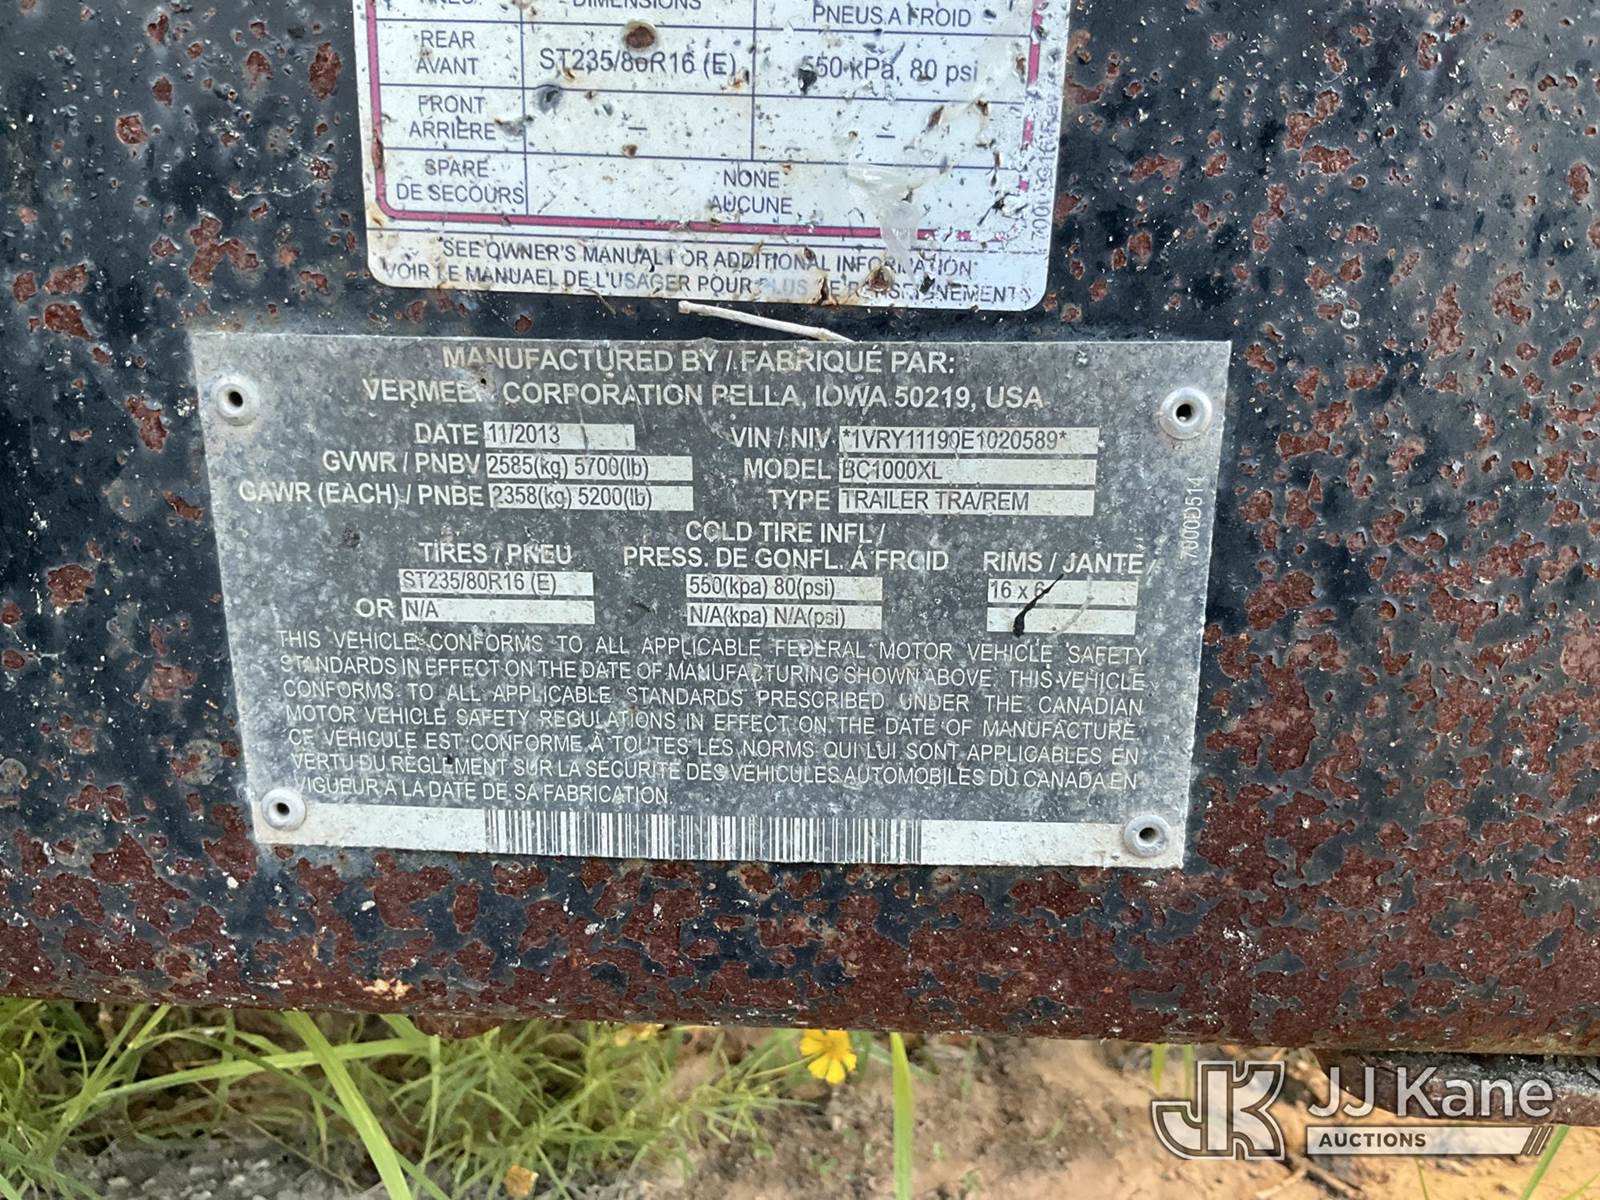 DIMENSIONS
PNEUS A FROID
REAR
AVANT
ST235/80R16 (E)
550 kPa, 80 psi
FRONT
ARRIÈRE
–
–
SPARE
DE SECOURS
NONE
AUCUNE
SEE OWNER'S MANUAL FOR ADDITIONAL INFORMATION
VOIR LE MANUAEL DE L'USAGER POUR PLUS DE RENSEIGNEMENTS
MANUFACTURED BY / FABRIQUÉ PAR:
VERMEER CORPORATION PELLA, IOWA 50219, USA
DATE 11/2013 VIN / NIV *1VRY11190E1020589*
GVWR / PNBV 2585(kg) 5700(lb) MODEL BC1000XL
GAWR (EACH) / PNBE 2358(kg) 5200(lb) TYPE TRAILER TRA/REM
7000D514
COLD TIRE INFL /
TIRES / PNEU PRESS. DE GONFL. Á FROID RIMS / JANTE
ST235/80R16 (E) 550(kpa) 80(psi) 16 x 6
OR N/A N/A(kpa) N/A(psi)
THIS VEHICLE CONFORMS TO ALL APPLICABLE FEDERAL MOTOR VEHICLE SAFETY
STANDARDS IN EFFECT ON THE DATE OF MANUFACTURING SHOWN ABOVE. THIS VEHICLE
CONFORMS TO ALL APPLICABLE STANDARDS PRESCRIBED UNDER THE CANADIAN
MOTOR VEHICLE SAFETY REGULATIONS IN EFFECT ON THE DATE OF MANUFACTURE.
CE VÉHICULE EST CONFORME À TOUTES LES NORMS QUI LUI SONT APPLICABLES EN
VERTU DU RÈGLEMENT SUR LA SÉCURITÉ DES VÉHICULES AUTOMOBILES DU CANADA EN
VIGUEUR A LA DATE DE SA FABRICATION.
JK JJ Kane
AUCTIONS